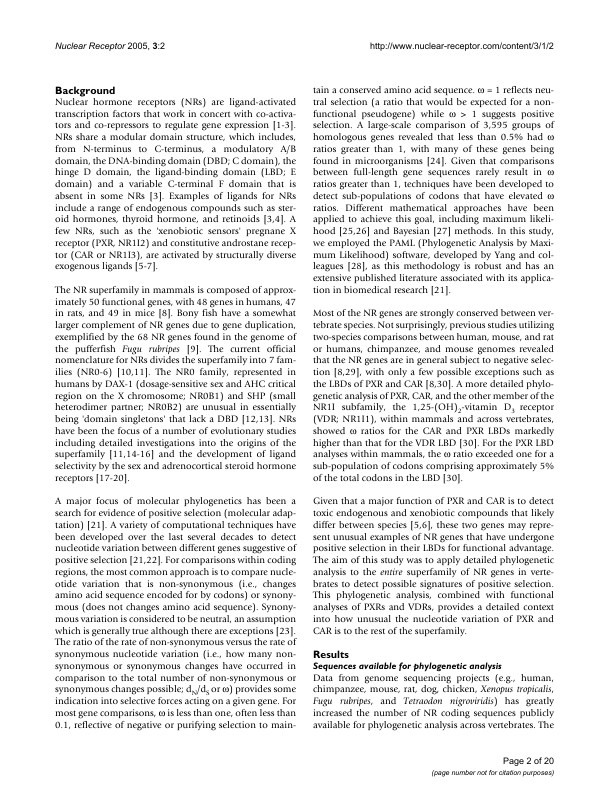 Nuclear Receptor 2005, 3:2
http://www.nuclear-receptor.com/content/3/1/2
Background
Nuclear hormone receptors (NRs) are ligand-activated
transcription factors that work in concert with co-activa-
tors and co-repressors to regulate gene expression [1-3].
NRs share a modular domain structure, which includes,
from N-terminus to C-terminus, a modulatory A/B
domain, the DNA-binding domain (DBD; C domain), the
hinge D domain, the ligand-binding domain (LBD; E
domain) and a variable C-terminal F domain that is
absent in some NRs [3]. Examples of ligands for NRs
include a range of endogenous compounds such as ster-
oid hormones, thyroid hormone, and retinoids [3,4]. A
few NRs, such as the 'xenobiotic sensors' pregnane X
receptor (PXR, NR1I2) and constitutive androstane recep-
tor (CAR or NR1I3), are activated by structurally diverse
exogenous ligands [5-7].
The NR superfamily in mammals is composed of approx-
imately 50 functional genes, with 48 genes in humans, 47
in rats, and 49 in mice [8]. Bony fish have a somewhat
larger complement of NR genes due to gene duplication,
exemplified by the 68 NR genes found in the genome of
the pufferfish Fugu rubripes [9]. The current official
nomenclature for NRs divides the superfamily into 7 fam-
ilies (NR0-6) [10,11]. The NR0 family, represented in
humans by DAX-1 (dosage-sensitive sex and AHC critical
region on the X chromosome; NR0B1) and SHP (small
heterodimer partner; NR0B2) are unusual in essentially
being 'domain singletons' that lack a DBD [12,13]. NRs
have been the focus of a number of evolutionary studies
including detailed investigations into the origins of the
superfamily [11,14-16] and the development of ligand
selectivity by the sex and adrenocortical steroid hormone
receptors [17-20].
A major focus of molecular phylogenetics has been a
search for evidence of positive selection (molecular adap-
tation) [21]. A variety of computational techniques have
been developed over the last several decades to detect
nucleotide variation between different genes suggestive of
positive selection [21,22]. For comparisons within coding
regions, the most common approach is to compare nucle-
otide variation that is non-synonymous (i.e., changes
amino acid sequence encoded for by codons) or synony-
mous (does not changes amino acid sequence). Synony-
mous variation is considered to be neutral, an assumption
which is generally true although there are exceptions [23].
The ratio of the rate of non-synonymous versus the rate of
synonymous nucleotide variation (i.e., how many non-
synonymous or synonymous changes have occurred in
comparison to the total number of non-synonymous or
synonymous changes possible; dN/dS or ω) provides some
indication into selective forces acting on a given gene. For
most gene comparisons, ω is less than one, often less than
0.1, reflective of negative or purifying selection to main-
tain a conserved amino acid sequence. ω = 1 reflects neu-
tral selection (a ratio that would be expected for a non-
functional pseudogene) while ω > 1 suggests positive
selection. A large-scale comparison of 3,595 groups of
homologous genes revealed that less than 0.5% had ω
ratios greater than 1, with many of these genes being
found in microorganisms [24]. Given that comparisons
between full-length gene sequences rarely result in ω
ratios greater than 1, techniques have been developed to
detect sub-populations of codons that have elevated ω
ratios. Different mathematical approaches have been
applied to achieve this goal, including maximum likeli-
hood [25,26] and Bayesian [27] methods. In this study,
we employed the PAML (Phylogenetic Analysis by Maxi-
mum Likelihood) software, developed by Yang and col-
leagues [28], as this methodology is robust and has an
extensive published literature associated with its applica-
tion in biomedical research [21].
Most of the NR genes are strongly conserved between ver-
tebrate species. Not surprisingly, previous studies utilizing
two-species comparisons between human, mouse, and rat
or humans, chimpanzee, and mouse genomes revealed
that the NR genes are in general subject to negative selec-
tion [8,29], with only a few possible exceptions such as
the LBDs of PXR and CAR [8,30]. A more detailed phylo-
genetic analysis of PXR, CAR, and the other member of the
NR1I subfamily, the 1,25-(OH)2-vitamin D3 receptor
(VDR; NR1I1), within mammals and across vertebrates,
showed ω ratios for the CAR and PXR LBDs markedly
higher than that for the VDR LBD [30]. For the PXR LBD
analyses within mammals, the ω ratio exceeded one for a
sub-population of codons comprising approximately 5%
of the total codons in the LBD [30].
Given that a major function of PXR and CAR is to detect
toxic endogenous and xenobiotic compounds that likely
differ between species [5,6], these two genes may repre-
sent unusual examples of NR genes that have undergone
positive selection in their LBDs for functional advantage.
The aim of this study was to apply detailed phylogenetic
analysis to the entire superfamily of NR genes in verte-
brates to detect possible signatures of positive selection.
This phylogenetic analysis, combined with functional
analyses of PXRs and VDRs, provides a detailed context
into how unusual the nucleotide variation of PXR and
CAR is to the rest of the superfamily.
Results
Sequences available for phylogenetic analysis
Data from genome sequencing projects (e.g., human,
chimpanzee, mouse, rat, dog, chicken, Xenopus tropicalis,
Fugu rubripes, and Tetraodon nigroviridis) has greatly
increased the number of NR coding sequences publicly
available for phylogenetic analysis across vertebrates. The
Page 2 of 20
(page number not for citation purposes)